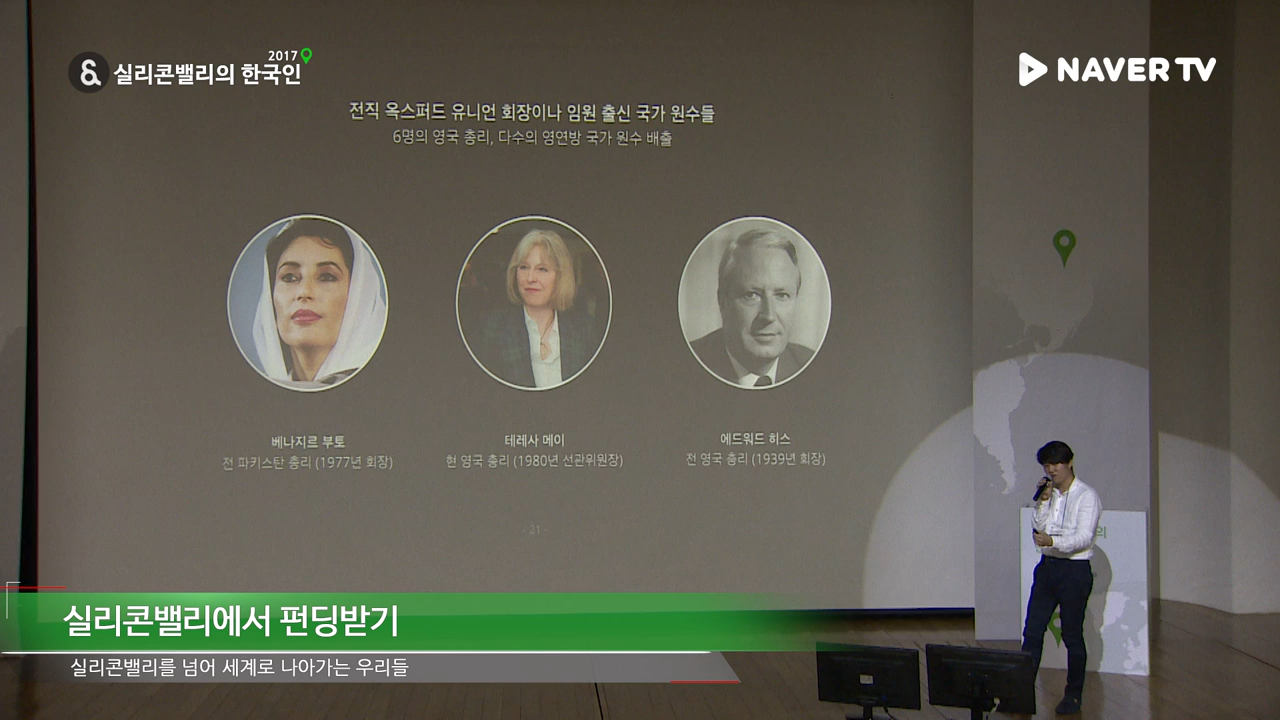 2017
& 실리콘밸리의 한국인
NAVER TV
전직 옥스퍼드 유니언 회장이나 임원 출신 국가 원수들
6명의 영국 총리, 다수의 영연방 국가 원수 배출
베나지르 부토
전 파키스탄 총리 (1977년 회장)
테레사 메이
현 영국 총리 (1980년 선관위원장)
에드워드 히스
전 영국 총리 (1939년 회장)
- 21 -
의
실리콘밸리에서 펀딩받기
실리콘밸리를 넘어 세계로 나아가는 우리들